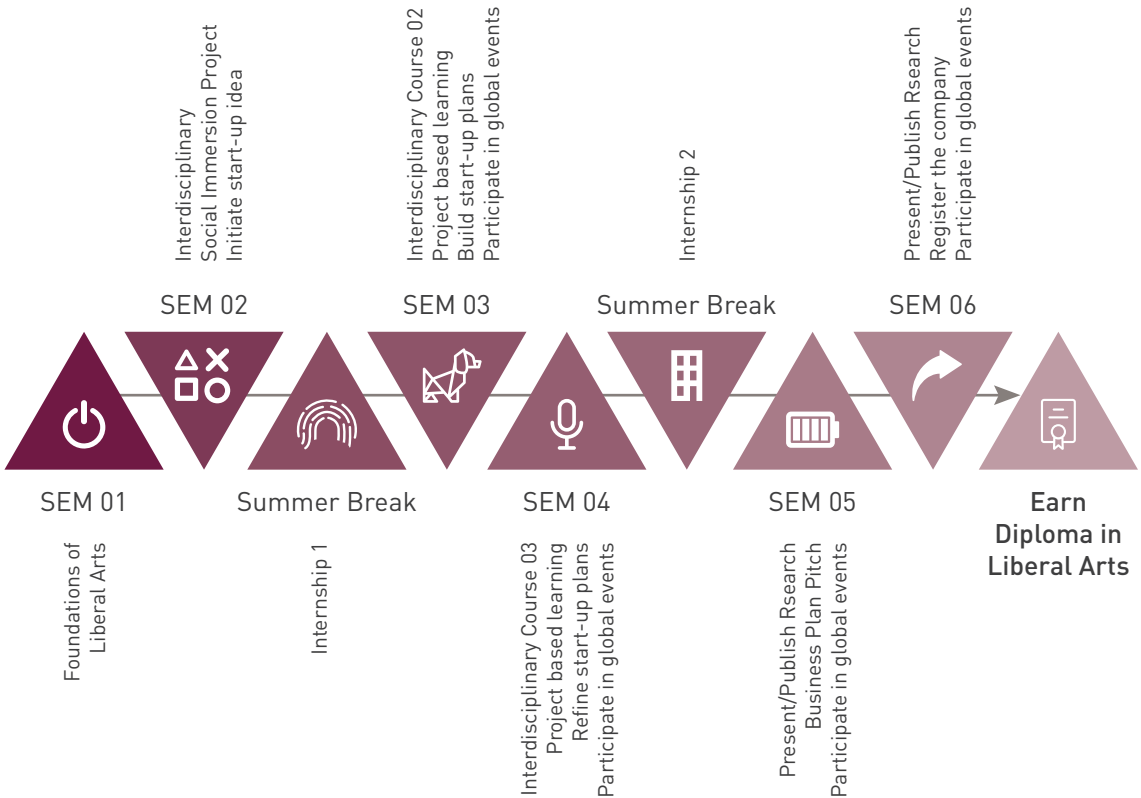 SEM 01
Foundations of
Liberal Arts
Interdisciplinary
Social Immersion Project
Initiate start-up idea
SEM 02
Summer Break
Internship 1
Interdisciplinary Course 02
Project based learning
Build start-up plans
Participate in global events
SEM 03
SEM 04
Interdisciplinary Course 03
Project based learning
Refine start-up plans
Participate in global events
Internship 2
Summer Break
SEM 05
Present/Publish Rsearch
Business Plan Pitch
Participate in global events
Present/Publish Rsearch
Register the company
Participate in global events
SEM 06
Earn
Diploma in
Liberal Arts